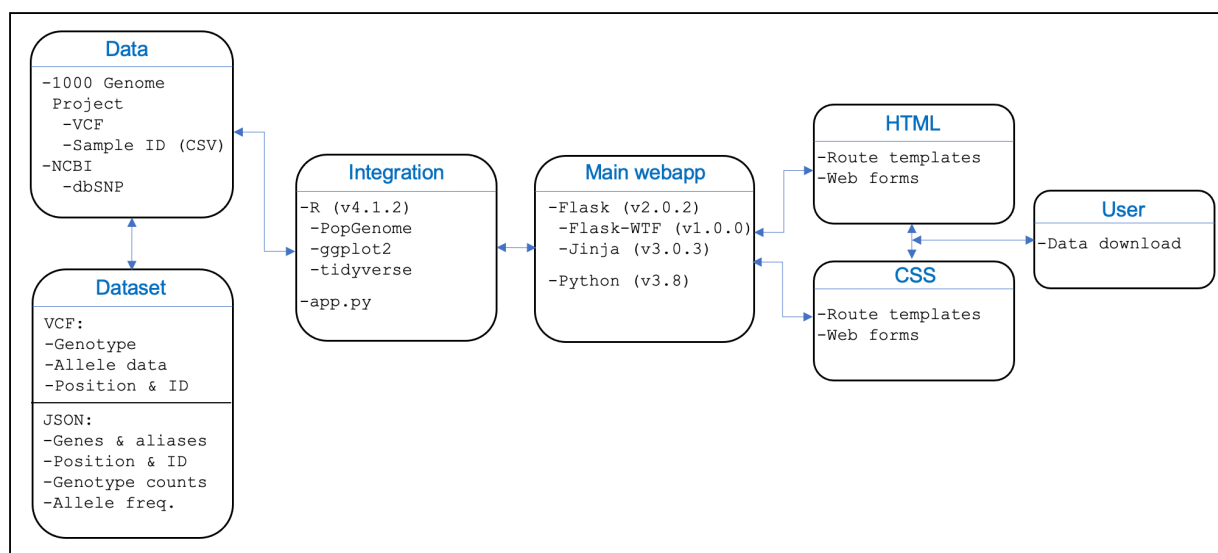 Data
-1000 Genome
Project
-VCF
-Sample ID (CSV)
-NCBI
-dbSNP
Dataset
VCF:
-Genotype
-Allele data
-Position & ID
JSON:
-Genes & aliases
-Position & ID
-Genotype counts
-Allele freq.
Integration
-R (v4.1.2)
-PopGenome
-ggplot2
-tidyverse
-app.py
Main webapp
-Flask (v2.0.2)
-Flask-WTF (v1.0.0)
-Jinja (v3.0.3)
-Python (v3.8)
HTML
-Route templates
-Web forms
CSS
-Route templates
-Web forms
User
-Data download